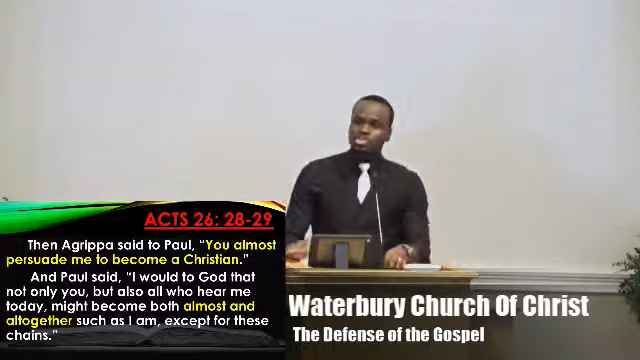 ACTS 26: 28-29
Then Agrippa said to Paul, "You almost
persuade me to become a Christian."
And Paul said, "I would to God that
not only you, but also all who hear me
today, might become both almost and
altogether such as I am, except for these
chains."
Waterbury Church Of Christ
The Defense of the Gospel